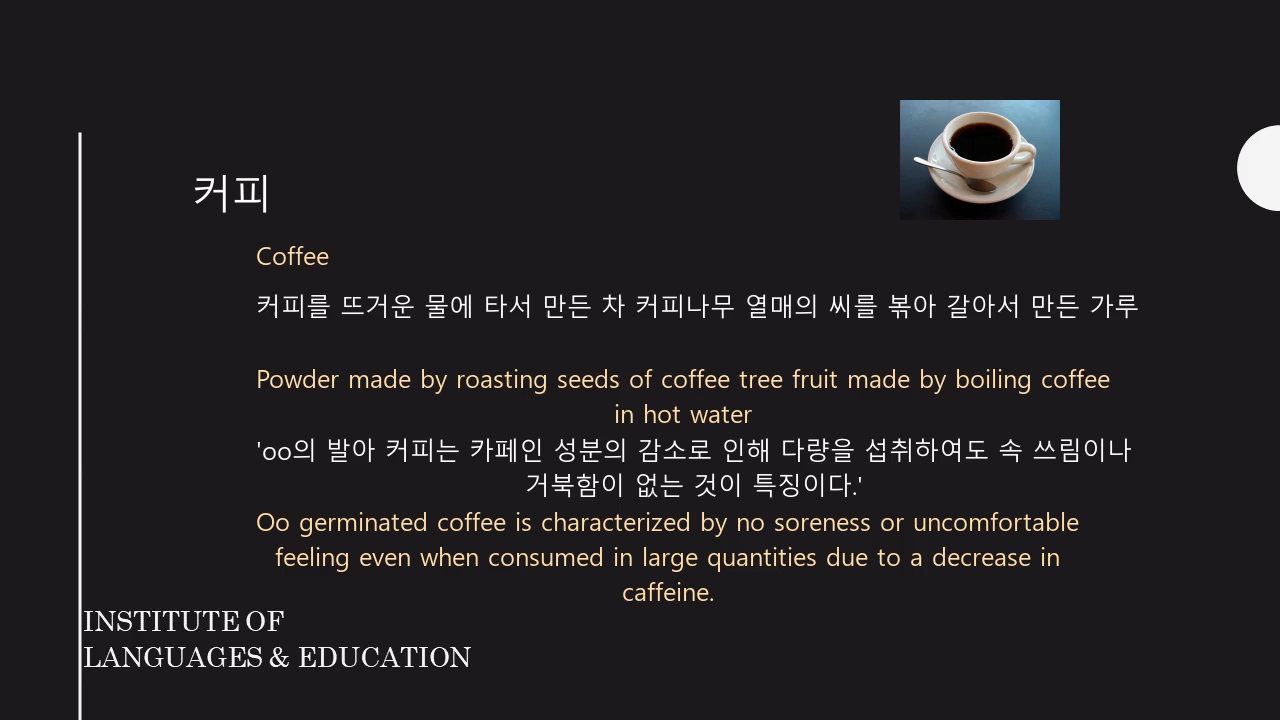 커피
Coffee
커피를 뜨거운 물에 타서 만든 차 커피나무 열매의 씨를 볶아 갈아서 만든 가루
Powder made by roasting seeds of coffee tree fruit made by boiling coffee
in hot water
'oo의 발아 커피는 카페인 성분의 감소로 인해 다량을 섭취하여도 속 쓰림이나
거북함이 없는 것이 특징이다.'
Oo germinated coffee is characterized by no soreness or uncomfortable
feeling even when consumed in large quantities due to a decrease in
caffeine.
INSTITUTE OF
LANGUAGES & EDUCATION